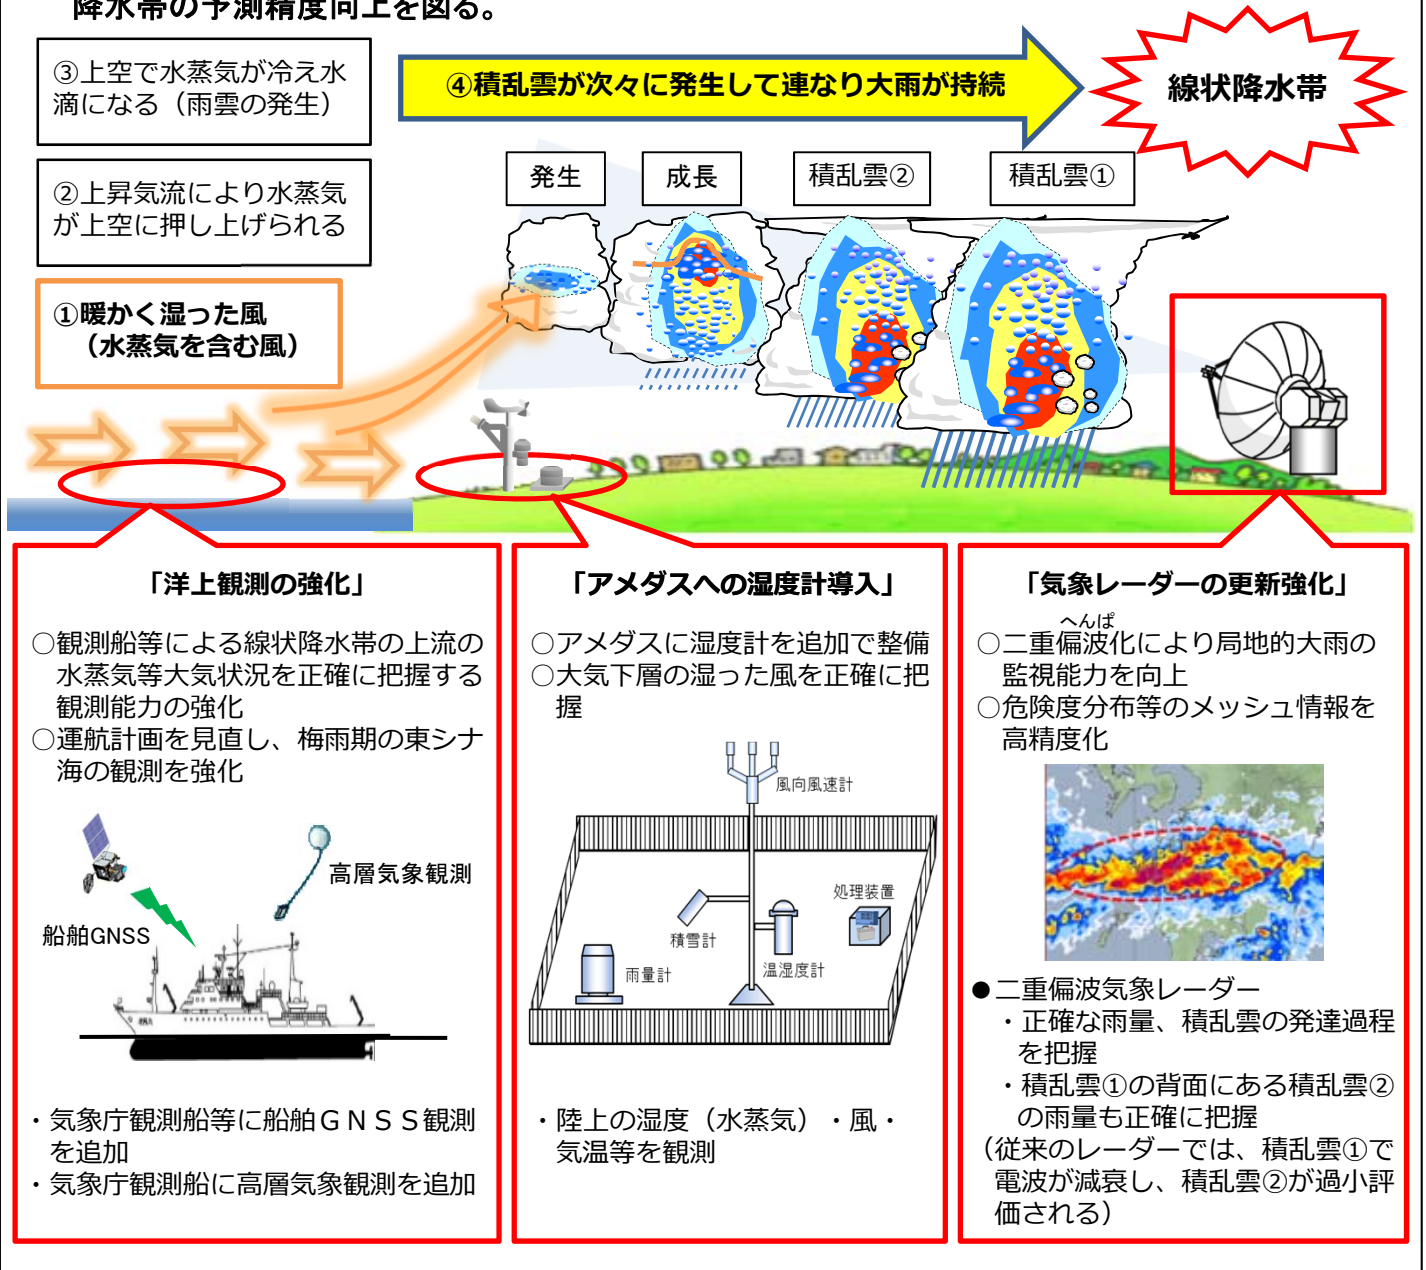 降水帯の予測精度向上を図る。
③上空で水蒸気が冷え水
滴になる（雨雲の発生）
④積乱雲が次々に発生して連なり大雨が持続
線状降水帯
②上昇気流により水蒸気
が上空に押し上げられる
発生
成長
積乱雲②
積乱雲①
①暖かく湿った風
（水蒸気を含む風）
「洋上観測の強化」
○観測船等による線状降水帯の上流の
水蒸気等大気状況を正確に把握する
観測能力の強化
○運航計画を見直し、梅雨期の東シナ
海の観測を強化
高層気象観測
船舶GNSS
・気象庁観測船等に船舶ＧＮＳＳ観測
を追加
・気象庁観測船に高層気象観測を追加
「アメダスへの湿度計導入」
○アメダスに湿度計を追加で整備
○大気下層の湿った風を正確に把
握
風向風速計
処理装置
積雪計
雨量計
温湿度計
・陸上の湿度（水蒸気）・風・
気温等を観測
「気象レーダーの更新強化」
へんぱ
○二重偏波化により局地的大雨の
監視能力を向上
○危険度分布等のメッシュ情報を
高精度化
●二重偏波気象レーダー
・正確な雨量、積乱雲の発達過程
を把握
・積乱雲①の背面にある積乱雲②
の雨量も正確に把握
（従来のレーダーでは、積乱雲①で
電波が減衰し、積乱雲②が過小評
価される）